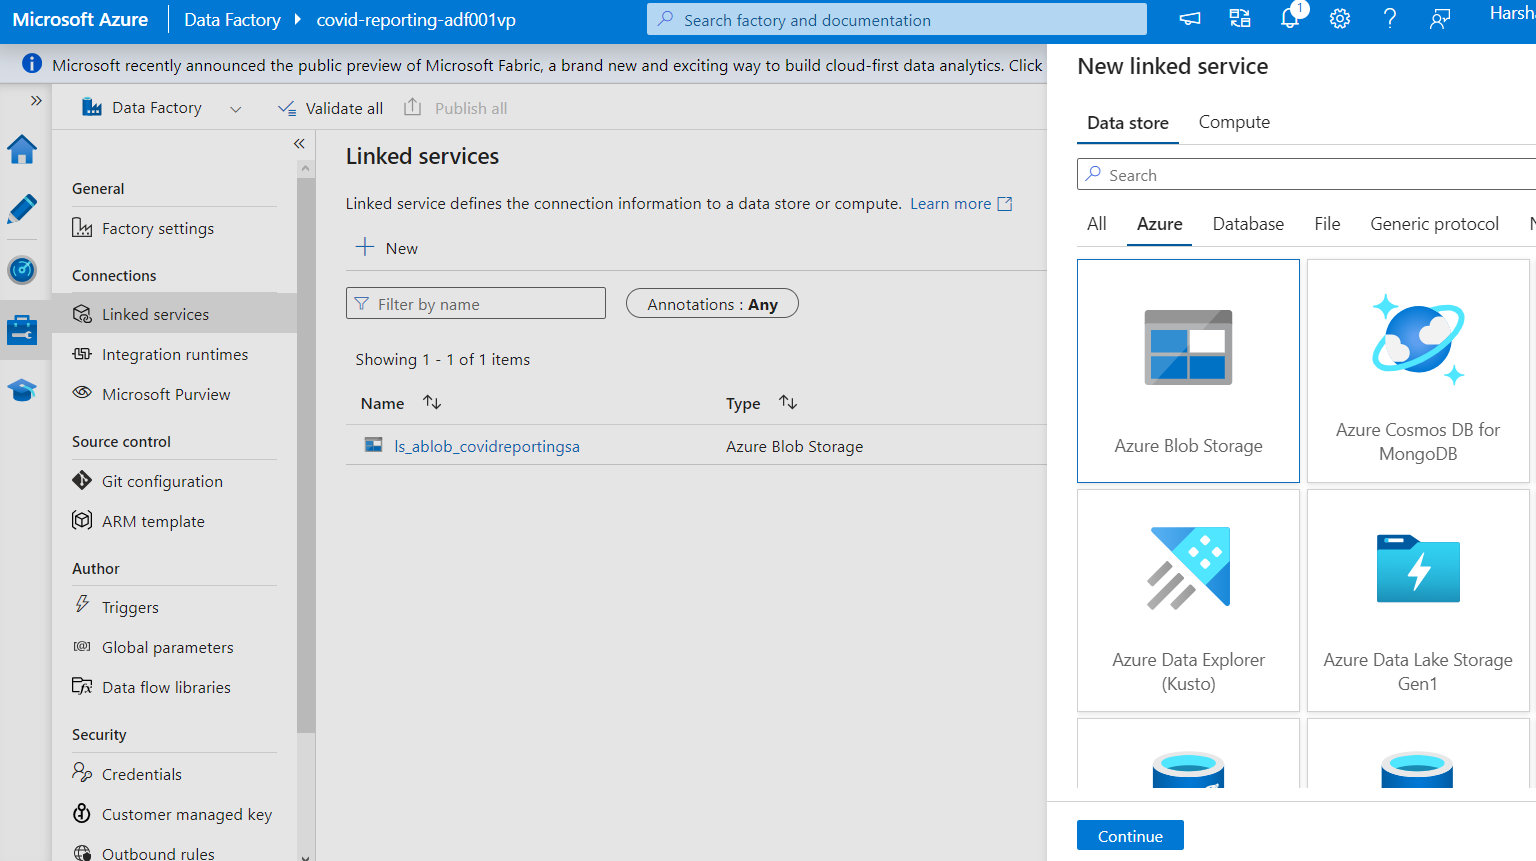 Microsoft Azure
Data Factory
covid-reporting-adf001vp
Search factory and documentation
1
Microsoft recently announced the public preview of Microsoft Fabric, a brand new and exciting way to build cloud-first data analytics. Click
Data Factory
Validate all
Publish all
General
Factory settings
Connections
Linked services
Integration runtimes
Microsoft Purview
Source control
Git configuration
ARM template
Author
Triggers
Global parameters
Data flow libraries
Security
Credentials
Customer managed key
Outbound rules
Linked services
Linked service defines the connection information to a data store or compute. Learn more
New
Filter by name
Annotations : Any
Showing 1 - 1 of 1 items
Name Type
ls_ablob_covidreportingsa Azure Blob Storage
New linked service
Data store Compute
Search
All Azure Database File Generic protocol
Azure Blob Storage
Azure Cosmos DB for
MongoDB
Azure Data Explorer
(Kusto)
Azure Data Lake Storage
Gen1
Continue